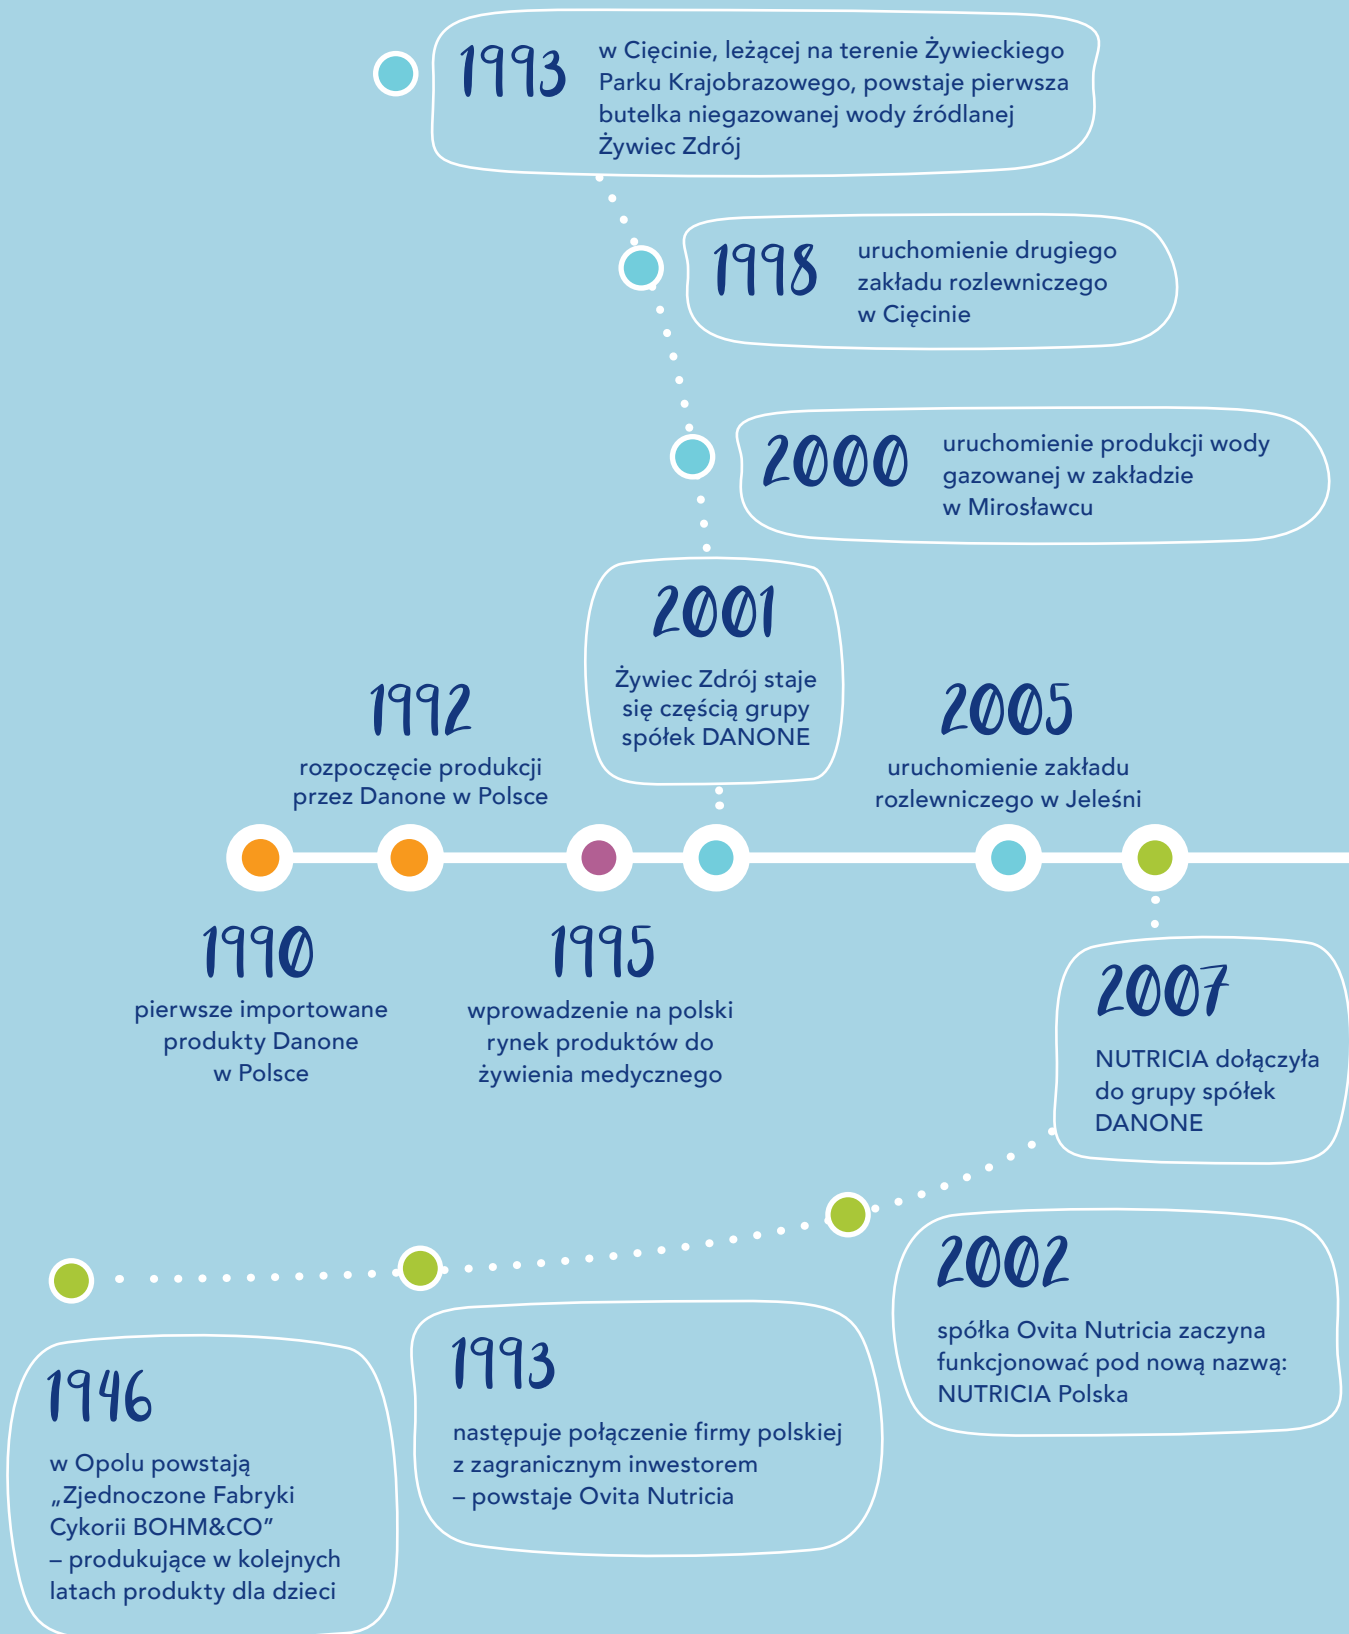 1993
w Cięcinie, leżącej na terenie Żywieckiego
Parku Krajobrazowego, powstaje pierwsza
butelka niegazowanej wody źródlanej
Żywiec Zdrój
1998
uruchomienie drugiego
zakładu rozlewniczego
w Cięcinie
2000
uruchomienie produkcji wody
gazowanej w zakładzie
w Mirosławcu
2001
Żywiec Zdrój staje
się częścią grupy
spółek DANONE
1992
rozpoczęcie produkcji
przez Danone w Polsce
2005
uruchomienie zakładu
rozlewniczego w Jeleśni
1990
pierwsze importowane
produkty Danone
w Polsce
1995
wprowadzenie na polski
rynek produktów do
żywienia medycznego
2007
NUTRICIA dołączyła
do grupy spółek
DANONE
2002
spółka Ovita Nutricia zaczyna
funkcjonować pod nową nazwą:
NUTRICIA Polska
1993
następuje połączenie firmy polskiej
z zagranicznym inwestorem
– powstaje Ovita Nutricia
1946
w Opolu powstają
„Zjednoczone Fabryki
Cykorii BOHM&CO”
– produkujące w kolejnych
latach produkty dla dzieci